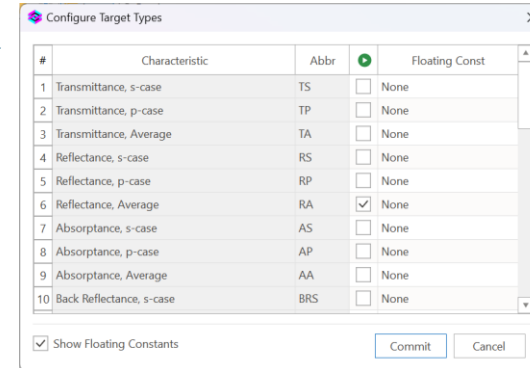 Configure Target Types
# Characteristic Abbr Floating Const
1 Transmittance, s-case TS None
2 Transmittance, p-case TP None
3 Transmittance, Average TA None
4 Reflectance, s-case RS None
5 Reflectance, p-case RP None
6 Reflectance, Average RA None
7 Absorptance, s-case AS None
8 Absorptance, p-case AP None
9 Absorptance, Average AA None
10 Back Reflectance, s-case BRS None
Show Floating Constants
Commit Cancel